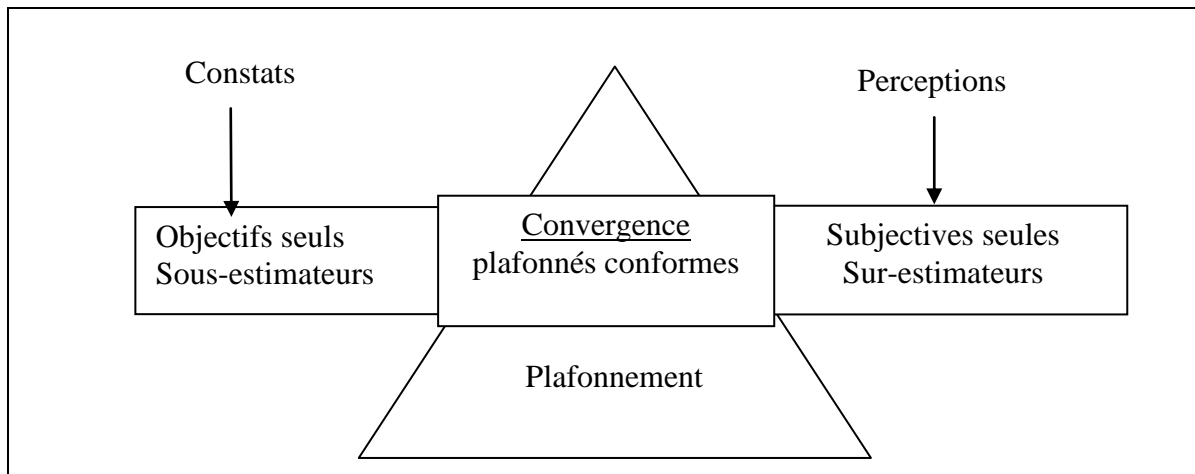 Constats
Perceptions
Objectifs seuls
Sous-estimateurs
Convergence
plafonnés conformes
Subjectives seules
Sur-estimateurs
Plafonnement